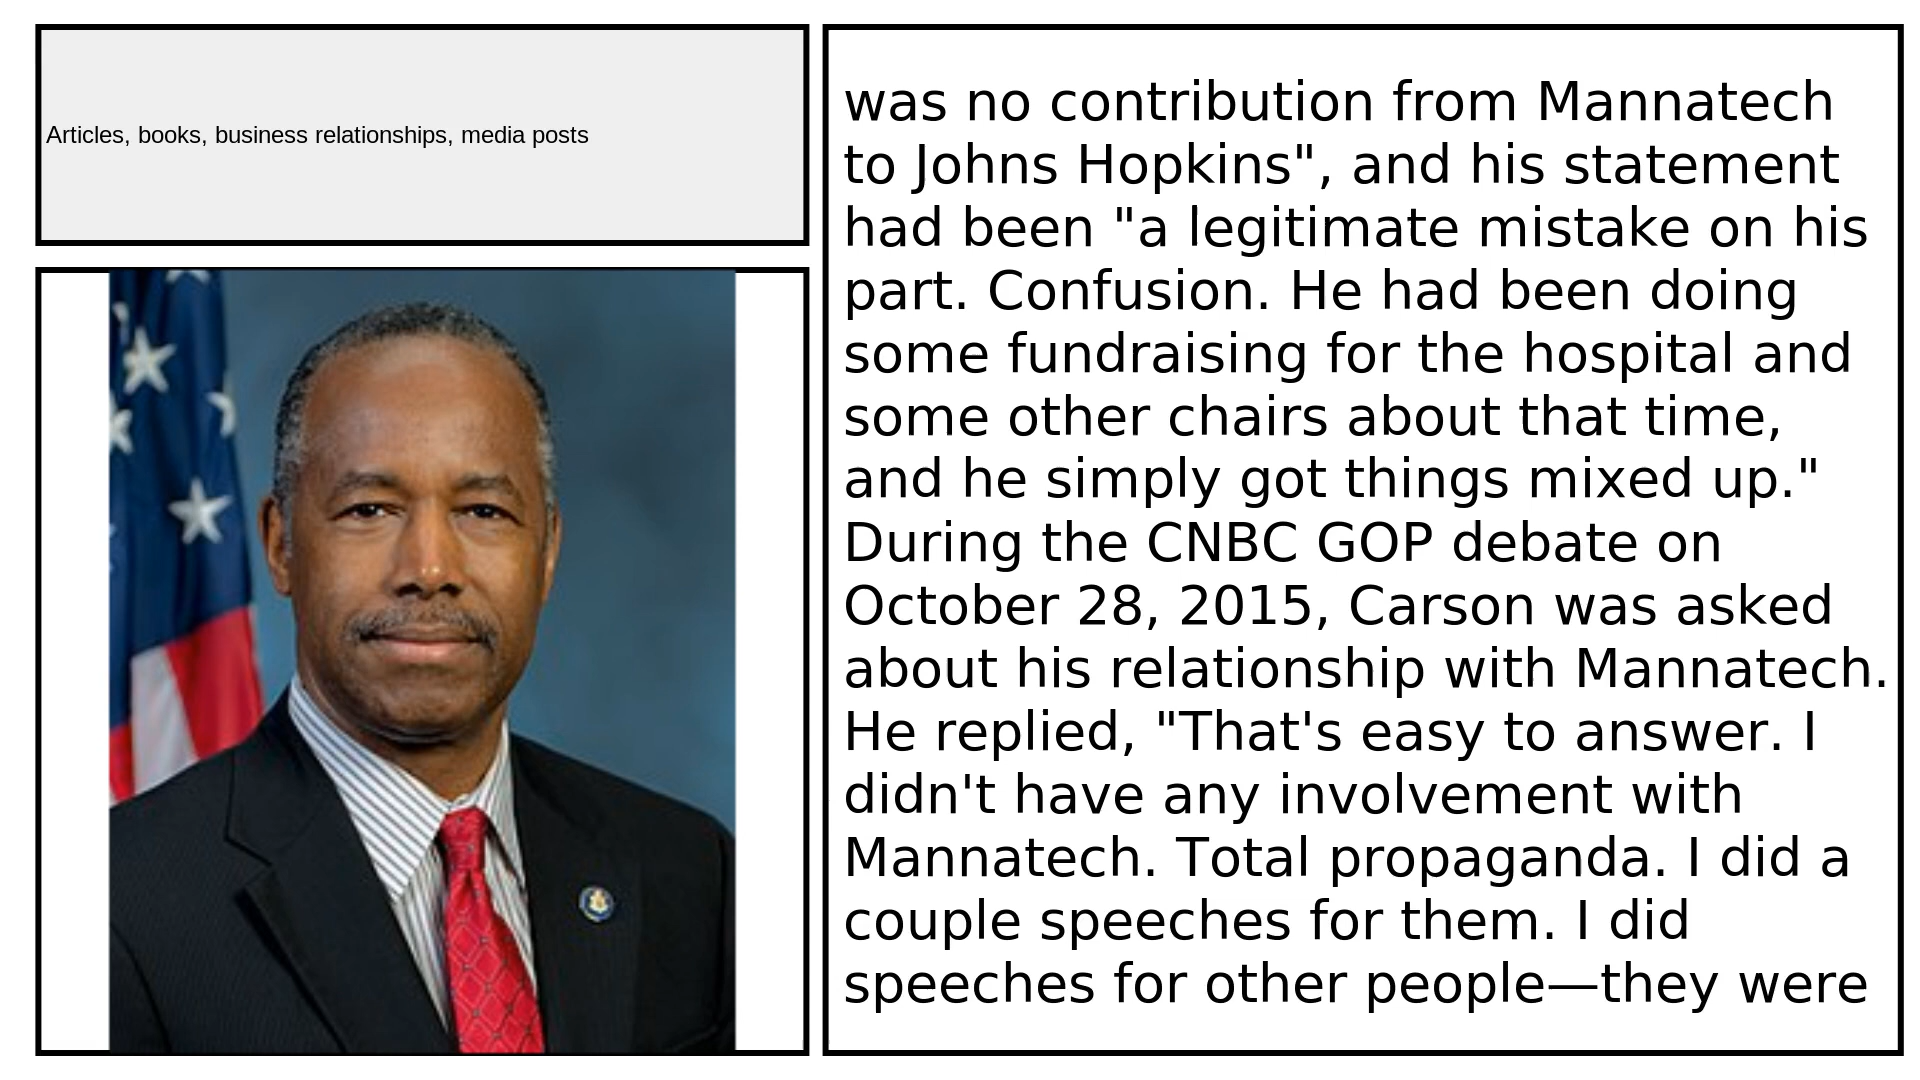 Articles, books, business relationships, media posts
was no contribution from Mannatech
to Johns Hopkins", and his statement
had been "a legitimate mistake on his
part. Confusion. He had been doing
some fundraising for the hospital and
some other chairs about that time,
and he simply got things mixed up."
During the CNBC GOP debate on
October 28, 2015, Carson was asked
about his relationship with Mannatech.
He replied, "That's easy to answer. I
didn't have any involvement with
Mannatech. Total propaganda. I did a
couple speeches for them. I did
speeches for other people—they were